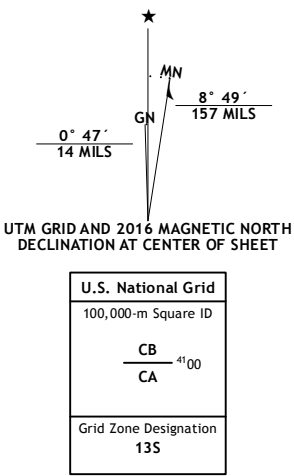 ★
MN
GN
8° 49´
157 MILS
0° 47´
14 MILS
UTM GRID AND 2016 MAGNETIC NORTH
DECLINATION AT CENTER OF SHEET
U.S. National Grid
100,000-m Square ID
CB
4100
CA
Grid Zone Designation
13S